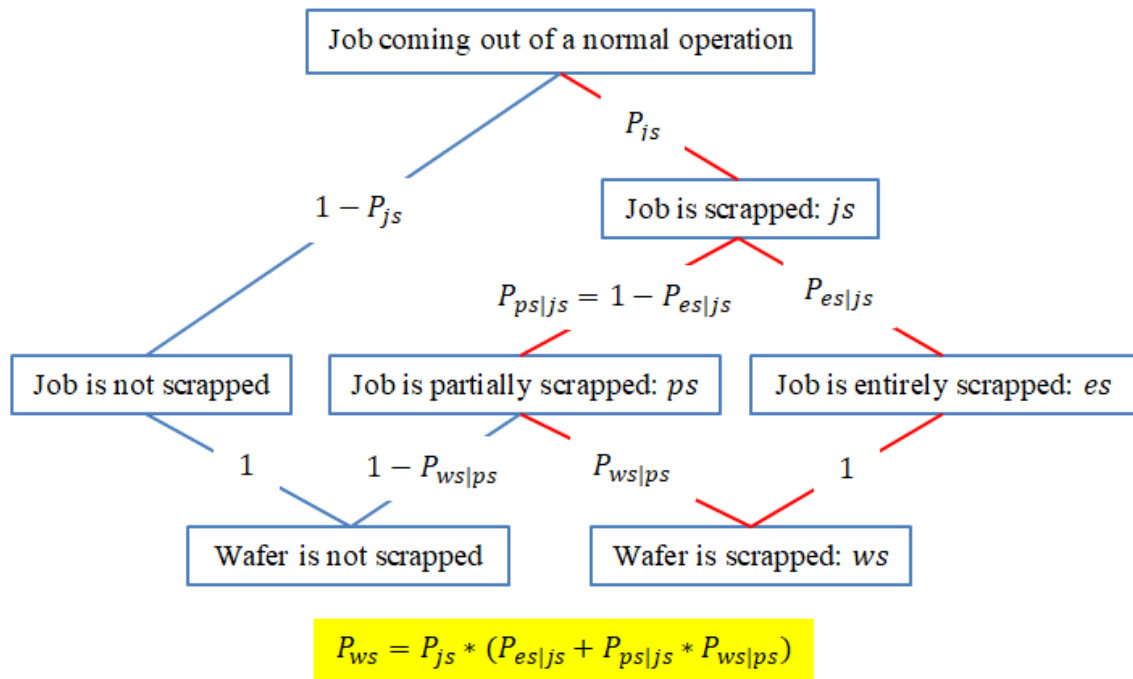 Job coming out of a normal operation
P_{js}
1 − P_{js}
Job is scrapped: js
P_{ps|js} = 1 − P_{es|js}
P_{es|js}
Job is not scrapped
Job is partially scrapped: ps
Job is entirely scrapped: es
1
1 − P_{ws|ps}
P_{ws|ps}
1
Wafer is not scrapped
Wafer is scrapped: ws
P_{ws} = P_{js} * (P_{es|js} + P_{ps|js} * P_{ws|ps})